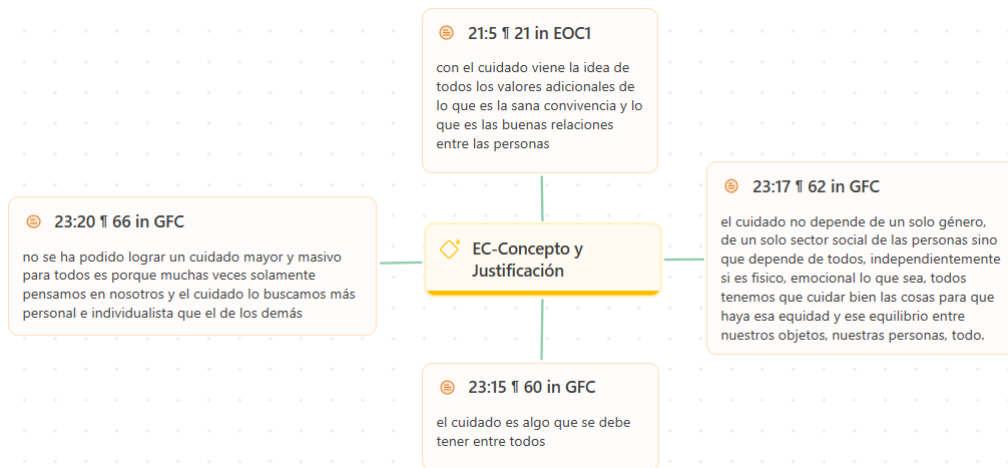 21:5 ¶ 21 in EOC1
con el cuidado viene la idea de
todos los valores adicionales de
lo que es la sana convivencia y lo
que es las buenas relaciones
entre las personas
23:20 ¶ 66 in GFC
no se ha podido lograr un cuidado mayor y masivo
para todos es porque muchas veces solamente
pensamos en nosotros y el cuidado lo buscamos más
personal e individualista que el de los demás
EC-Concepto y
Justificación
23:17 ¶ 62 in GFC
el cuidado no depende de un solo género,
de un solo sector social de las personas sino
que depende de todos, independientemente
si es fisico, emocional lo que sea, todos
tenemos que cuidar bien las cosas para que
haya esa equidad y ese equilibrio entre
nuestros objetos, nuestras personas, todo.
23:15 ¶ 60 in GFC
el cuidado es algo que se debe
tener entre todos